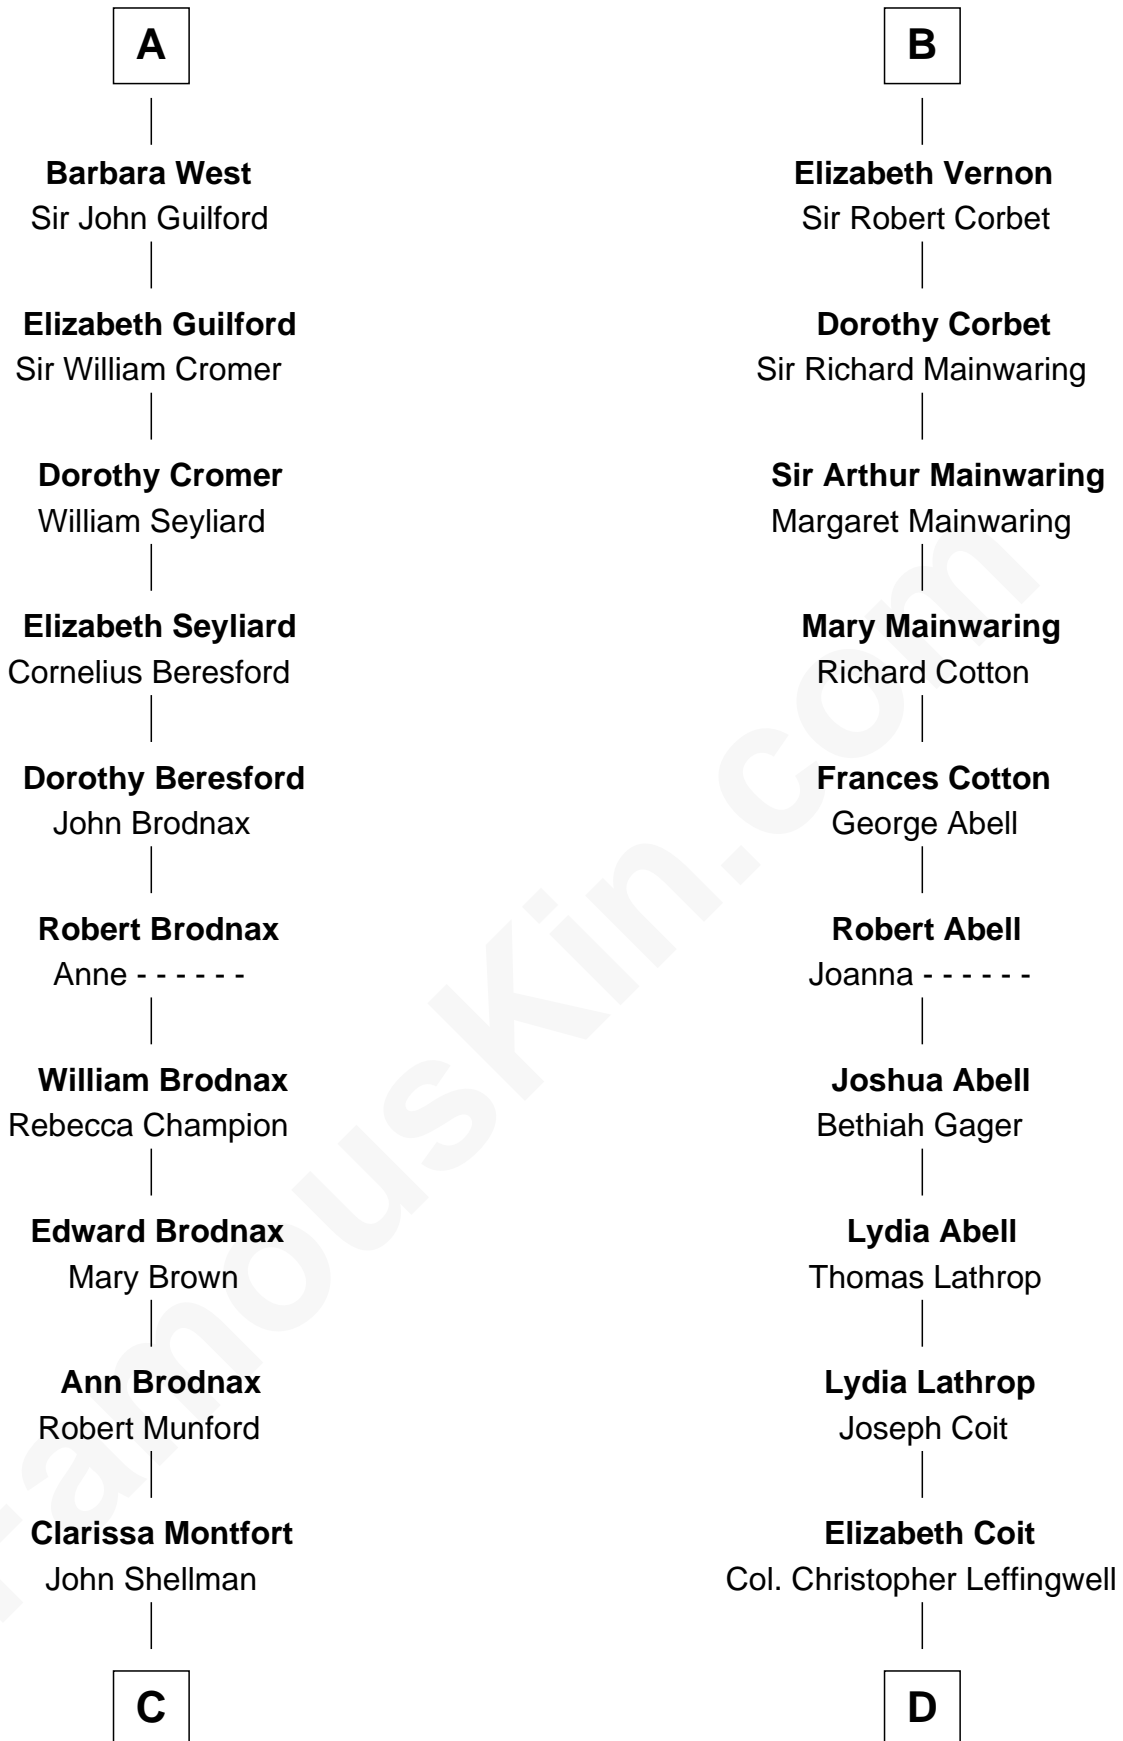 A
Barbara West
Sir John Guilford
Elizabeth Guilford
Sir William Cromer
Dorothy Cromer
William Seyliard
Elizabeth Seyliard
Cornelius Beresford
Dorothy Beresford
John Brodnax
Robert Brodnax
Anne - - - - - -
William Brodnax
Rebecca Champion
Edward Brodnax
Mary Brown
Ann Brodnax
Robert Munford
Clarissa Montfort
John Shellman
C
B
Elizabeth Vernon
Sir Robert Corbet
Dorothy Corbet
Sir Richard Mainwaring
Sir Arthur Mainwaring
Margaret Mainwaring
Mary Mainwaring
Richard Cotton
Frances Cotton
George Abell
Robert Abell
Joanna - - - - - -
Joshua Abell
Bethiah Gager
Lydia Abell
Thomas Lathrop
Lydia Lathrop
Joseph Coit
Elizabeth Coit
Col. Christopher Leffingwell
D
FamousKin.com